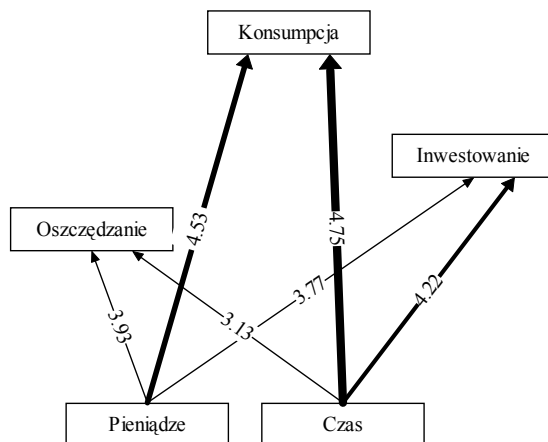 Konsumpcja
Inwestowanie
Oszczędzanie
4.53
4.75
3.77
4.22
3.93
3.13
Pieniądze
Czas